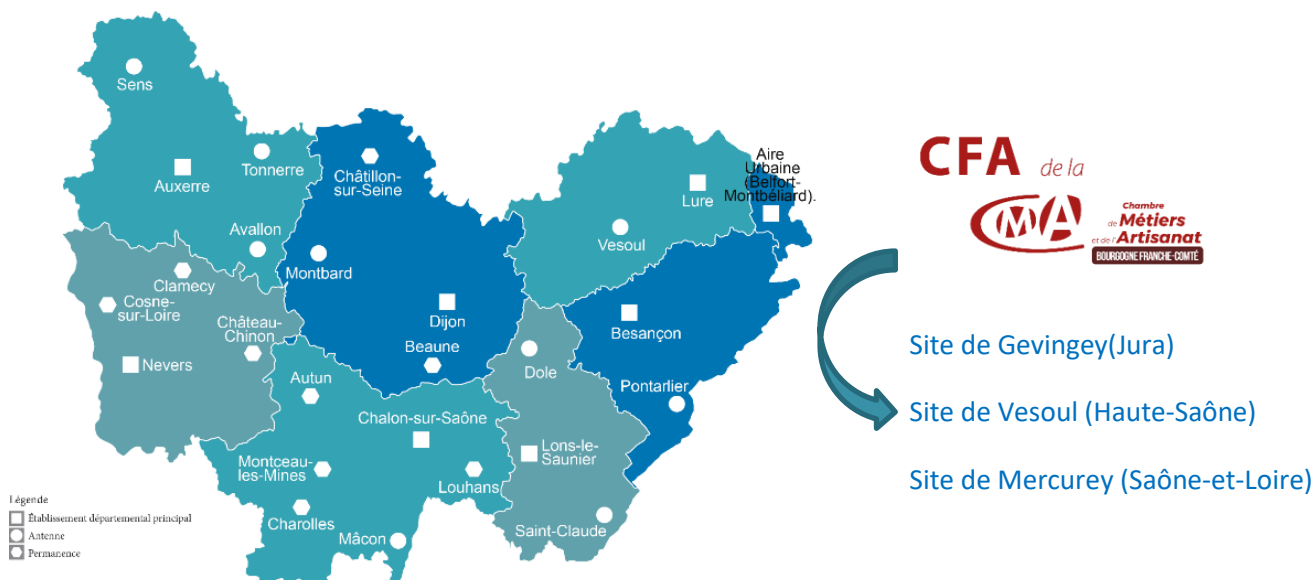 Sens
Tonnerre
Auxerre
Avallon
Châtillon-
sur-Seine
Montbard
Dijon
Beaune
Lure
Vesoul
Aire
Urbaine
(Belfort-
Montbéliard).
Besançon
Pontarlier
Clamecy
Cosne-
sur-Loire
Château-
Chinon
Nevers
Autun
Chalon-sur-Saône
Montceau-
les-Mines
Louhans
Charolles
Mâcon
Dole
Lons-le-
Saunier
Saint-Claude
Légende
Établissement départemental principal
Antenne
Permanence
CFA de la
CMA
Chambre
de Métiers
et de l'Artisanat
BOURGOGNE FRANCHE-COMTÉ
Site de Gevingey(Jura)
Site de Vesoul (Haute-Saône)
Site de Mercurey (Saône-et-Loire)